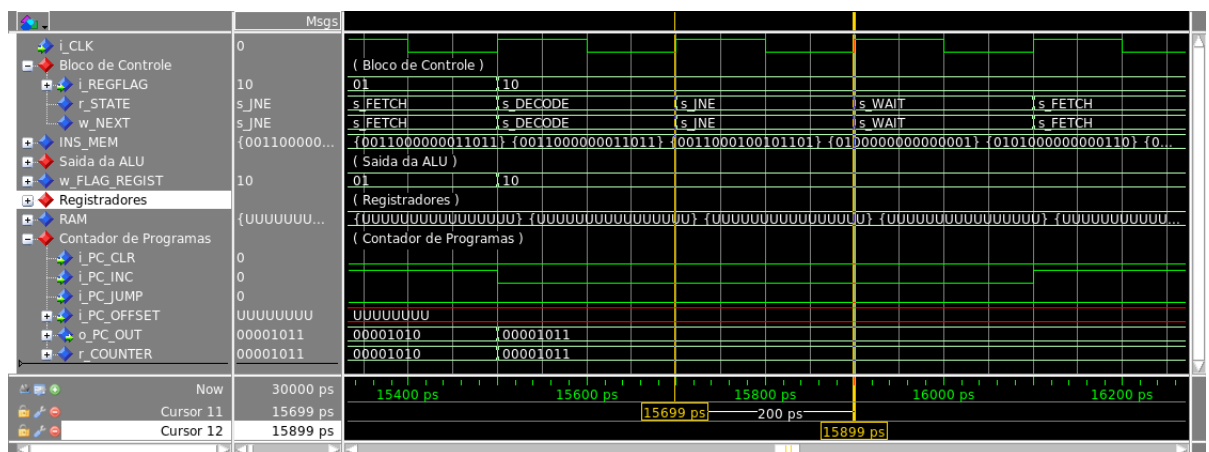 Msgs
i_CLK 0
Bloco de Controle ( Bloco de Controle )
i_REGFLAG 10 01 10
r_STATE s_JNE s_FETCH s_DECODE s_JNE s_WAIT s_FETCH
w_NEXT s_JNE s_FETCH s_DECODE s_JNE s_WAIT s_FETCH
INS_MEM {001100000... {0011000000011011} {0011000000011011} {0011000100101101} {0100000000000001} {0101000000000110} {0...
Saida da ALU ( Saida da ALU )
w_FLAG_REGIST 10 01 10
Registradores ( Registradores )
RAM {UUUUUUU... {UUUUUUUUUUUUUUUU} {UUUUUUUUUUUUUUUU} {UUUUUUUUUUUUUUUU} {UUUUUUUUUUUUUUUU} {UUUUUUUUUUU...
Contador de Programas ( Contador de Programas )
i_PC_CLR 0
i_PC_INC 0
i_PC_JUMP 0
i_PC_OFFSET UUUUUUUU UUUUUUUU
o_PC_OUT 00001011 00001010 00001011
r_COUNTER 00001011 00001010 00001011
Now 30000 ps 15400 ps 15600 ps 15800 ps 16000 ps 16200 ps
Cursor 11 15699 ps 15699 ps 200 ps
Cursor 12 15899 ps 15899 ps